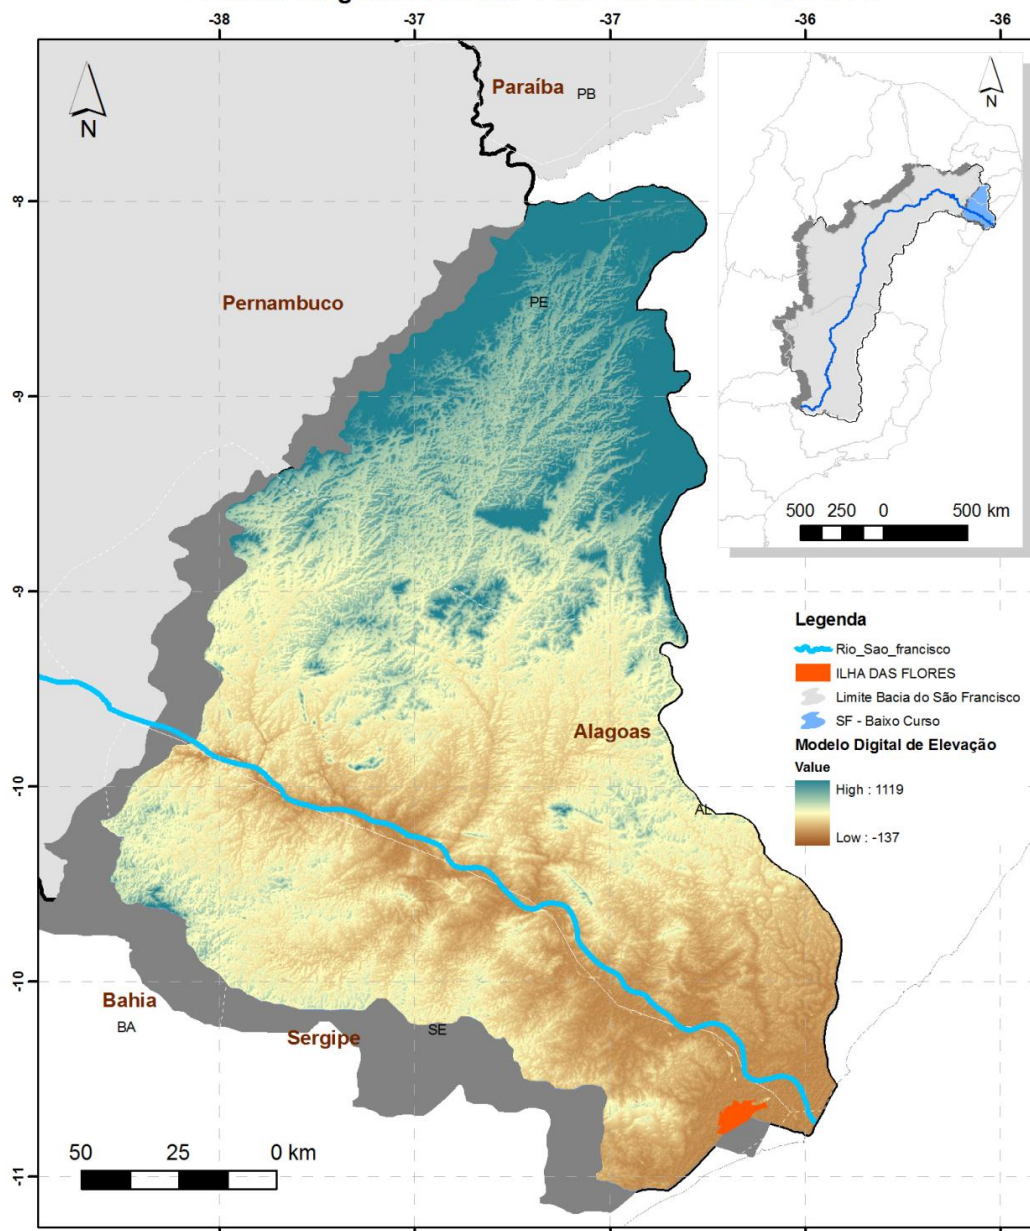 -38
-37
-37
-36
-36
N
Paraíba
PB
N
-8
Pernambuco
PE
-9
500 250 0 500 km
-9
Legenda
Rio_Sao_francisco
ILHA DAS FLORES
Limite Bacia do São Francisco
SF - Baixo Curso
Alagoas
Modelo Digital de Elevação
Value
-10
High : 1119
AL
Low : -137
-10
Bahia
BA
Sergipe
SE
50 25 0 km
-11